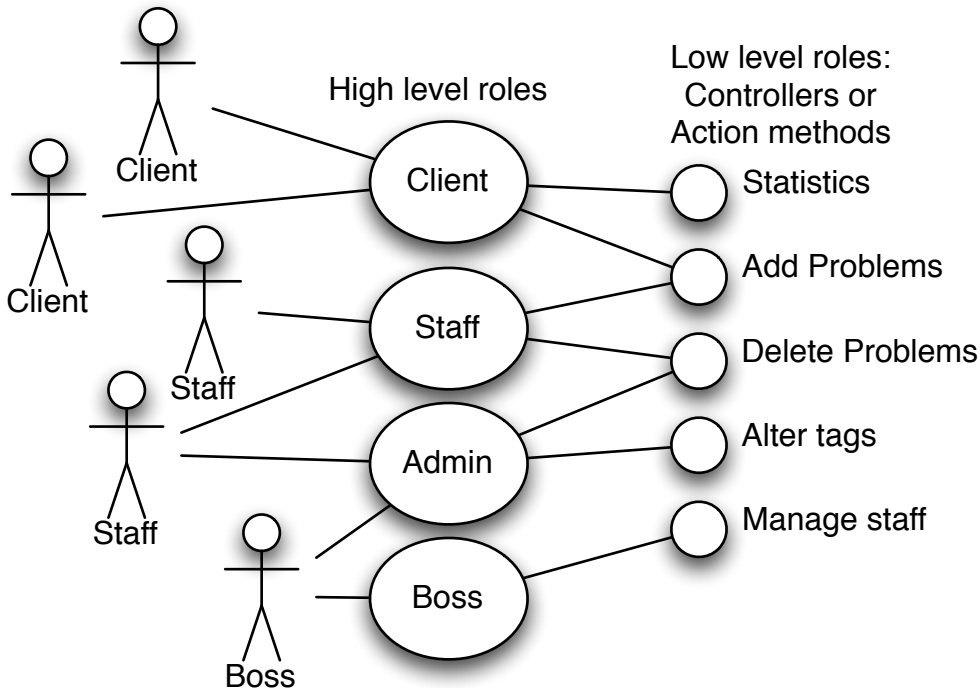 High level roles
Low level roles:
Controllers or
Action methods
Client
Client
Client
Statistics
Add Problems
Staff
Staff
Delete Problems
Staff
Admin
Alter tags
Manage staff
Boss
Boss